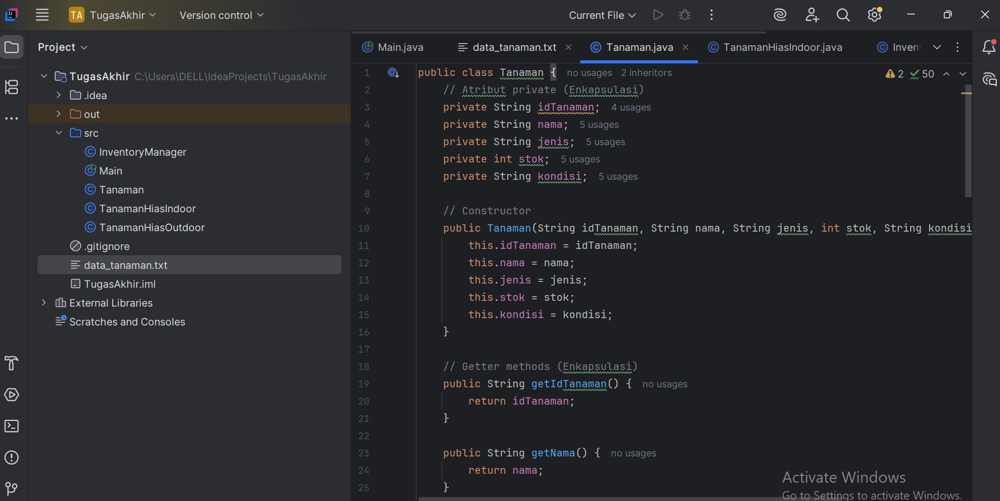 TA TugasAkhir Version control Current File
Project
TugasAkhir C:\Users\DELL\IdeaProjects\TugasAkhir
.idea
out
src
InventoryManager
Main
Tanaman
TanamanHiasIndoor
TanamanHiasOutdoor
.gitignore
data_tanaman.txt
TugasAkhir.iml
External Libraries
Scratches and Consoles
Main.java data_tanaman.txt Tanaman.java TanamanHiasIndoor.java Inven
2 50
1 public class Tanaman { no usages 2 inheritors
2 // Atribut private (Enkapsulasi)
3 private String idTanaman; 4 usages
4 private String nama; 5 usages
5 private String jenis; 5 usages
6 private int stok; 5 usages
7 private String kondisi; 5 usages
8
9 // Constructor
10 public Tanaman(String idTanaman, String nama, String jenis, int stok, String kondisi
11 this.idTanaman = idTanaman;
12 this.nama = nama;
13 this.jenis = jenis;
14 this.stok = stok;
15 this.kondisi = kondisi;
16 }
17
18 // Getter methods (Enkapsulasi)
19 public String getIdTanaman() { no usages
20 return idTanaman;
21 }
22
23 public String getNama() { no usages
24 return nama;
25 }
Activate Windows
Go to Settings to activate Windows.